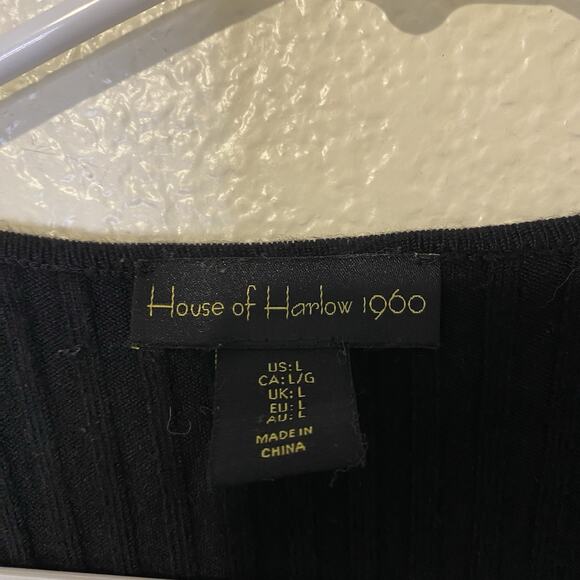 House of Harlow 1960
US: L
CA: L/G
UK: L
EU: L
AU: L
MADE IN
CHINA